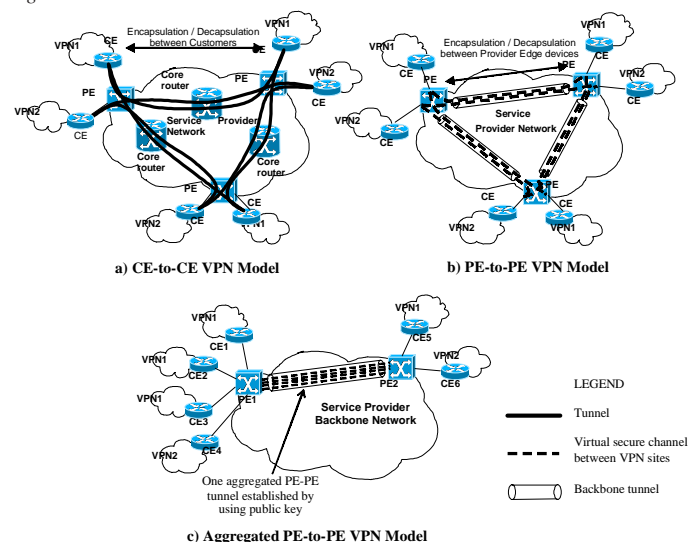 VPN1
Encapsulation / Decapsulation
between Customers
CE
CE
VPN1
Core
router
PE
PE
VPN2
CE
VPN2
CE
Service
Network
Provider
Core
router
Core
router
PE
VPN2
CE
CE
VPN1
a) CE-to-CE VPN Model
VPN1
Encapsulation / Decapsulation
between Provider Edge devices
CE
VPN1
CE
PE
PE
VPN2
CE
VPN2
CE
Service
Provider Network
PE
CE
CE
VPN2
VPN1
b) PE-to-PE VPN Model
VPN1
CE1
VPN1
CE2
VPN1
CE3
VPN2
CE4
PE1
VPN1
CE5
VPN2
CE6
PE2
Service Provider
Backbone Network
One aggregated PE-PE
tunnel established by
using public key
c) Aggregated PE-to-PE VPN Model
LEGEND
Tunnel
Virtual secure channel
between VPN sites
Backbone tunnel